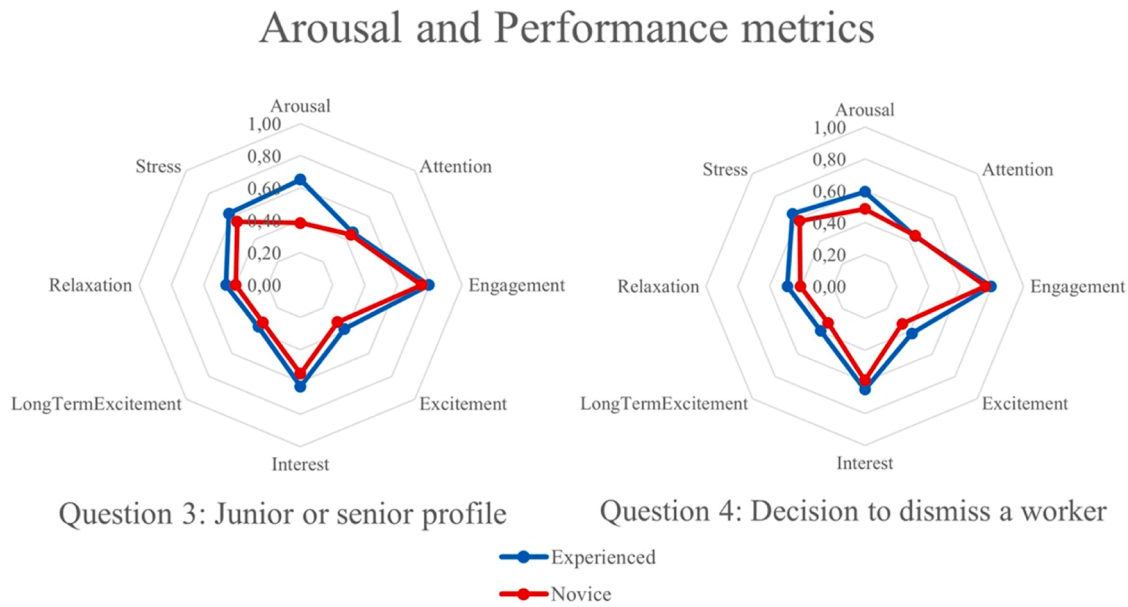 Arousal and Performance metrics
Arousal
1,00
0,80
0,60
0,40
0,20
0,00
Attention
Engagement
Excitement
Interest
LongTermExcitement
Relaxation
Stress
Arousal
1,00
0,80
0,60
0,40
0,20
0,00
Attention
Engagement
Excitement
Interest
LongTermExcitement
Relaxation
Stress
Question 3: Junior or senior profile
Question 4: Decision to dismiss a worker
Experienced
Novice